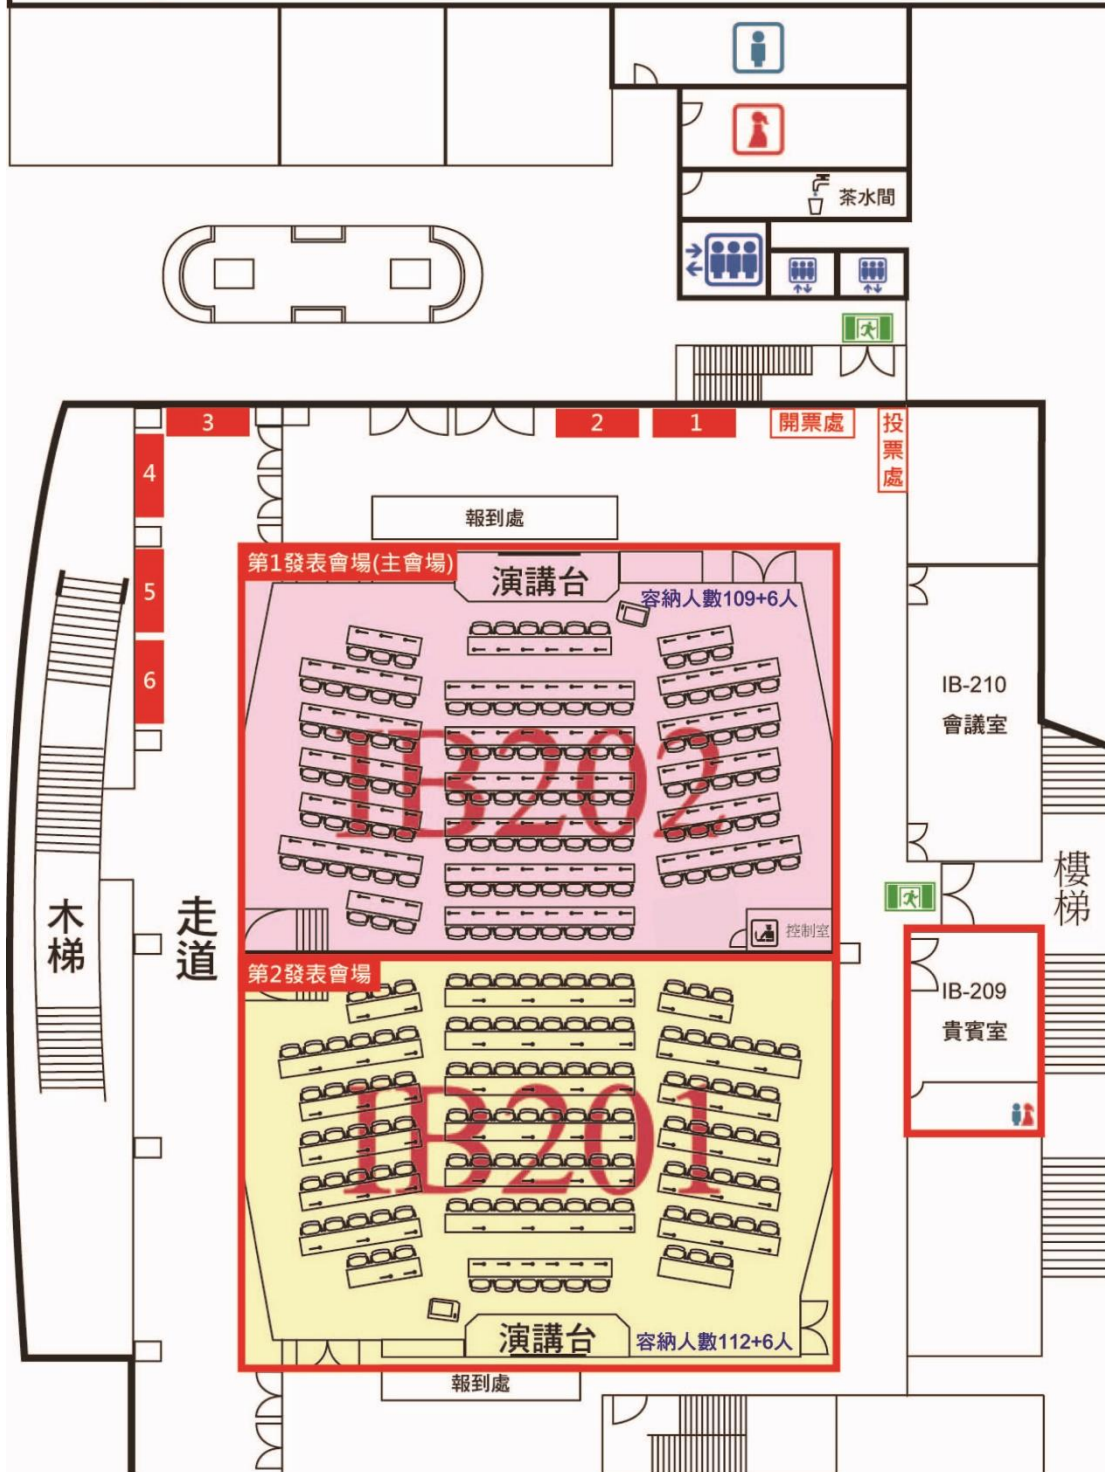 茶水間
3
2
1
開票處
投票處
4
報到處
第1發表會場(主會場)
演講台
容納人數109+6人
5
6
IB-210
會議室
IB202
樓梯
木梯
走道
控制室
第2發表會場
IB-209
貴賓室
IB201
演講台
容納人數112+6人
報到處